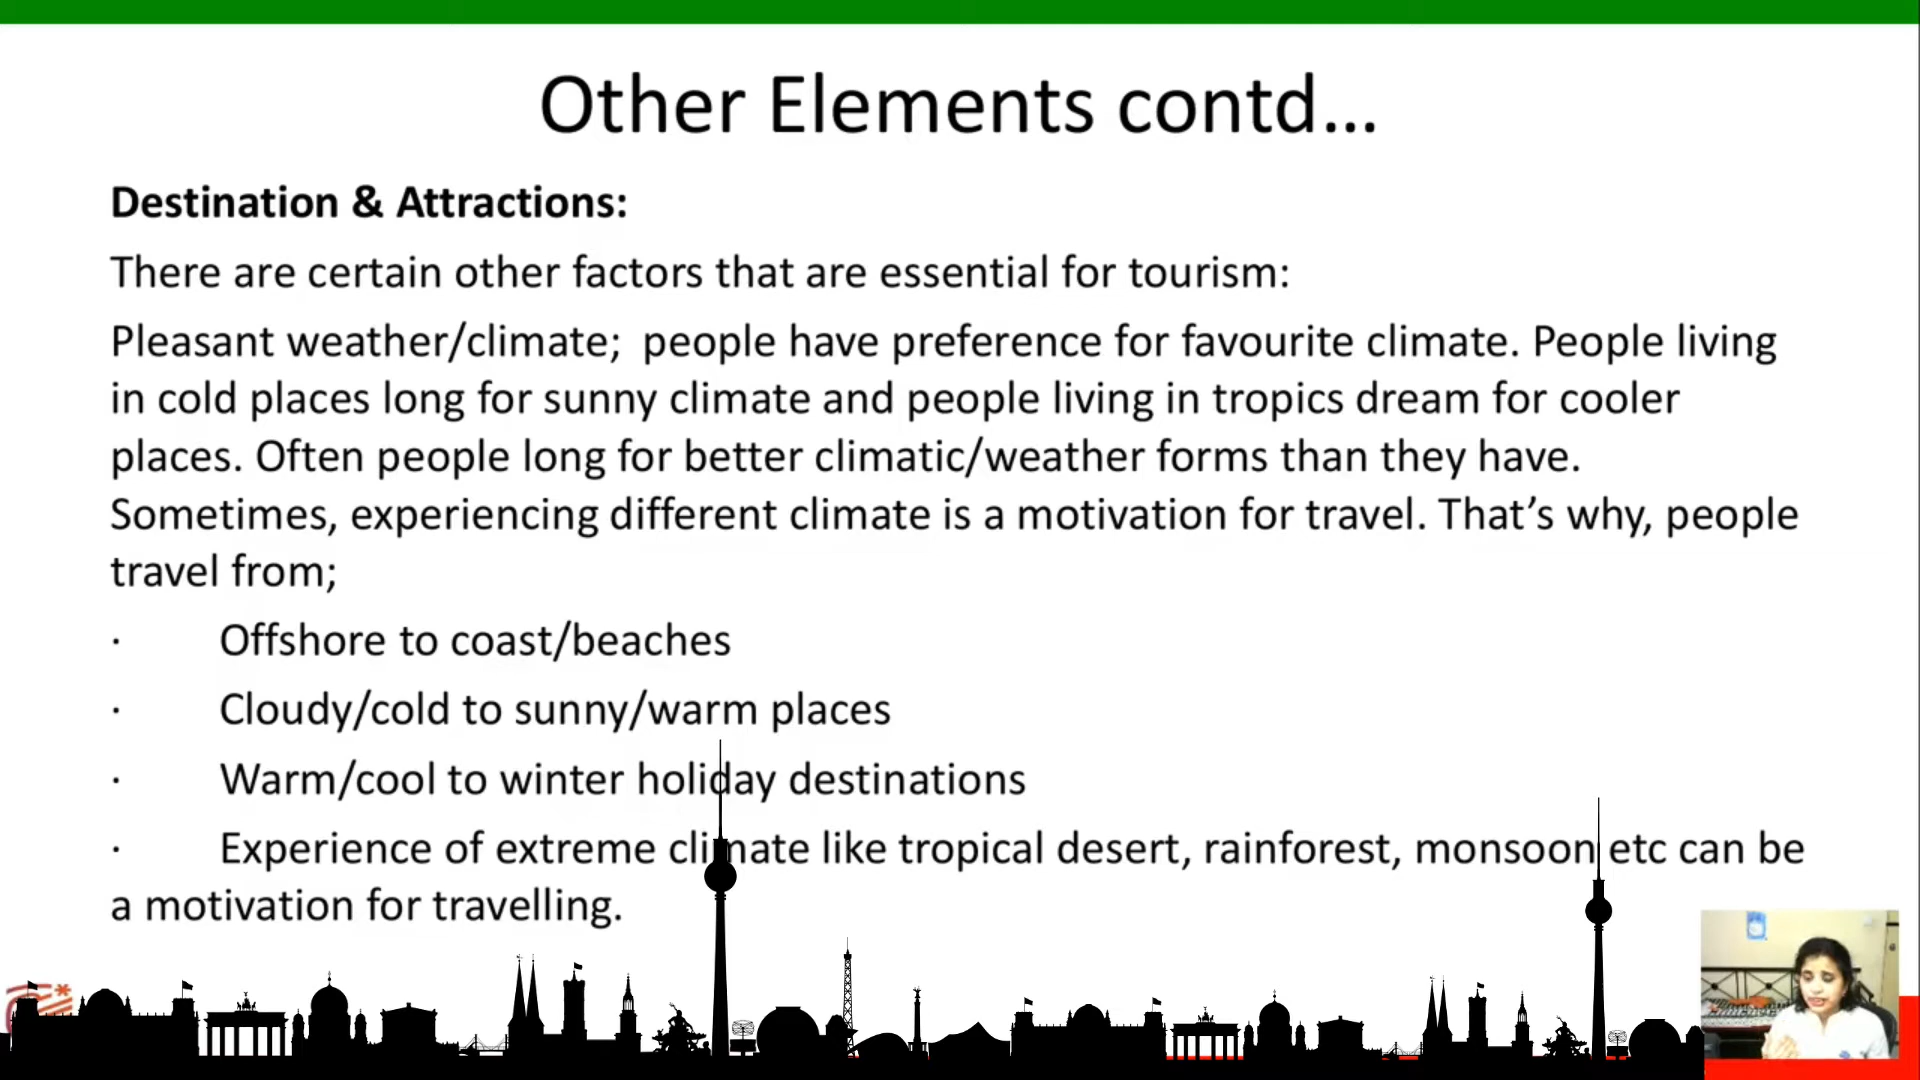 Other Elements contd...
Destination & Attractions:
There are certain other factors that are essential for tourism:
Pleasant weather/climate;  people have preference for favourite climate. People living
in cold places long for sunny climate and people living in tropics dream for cooler
places. Often people long for better climatic/weather forms than they have.
Sometimes, experiencing different climate is a motivation for travel. That’s why, people
travel from;
· Offshore to coast/beaches
· Cloudy/cold to sunny/warm places
· Warm/cool to winter holiday destinations
· Experience of extreme climate like tropical desert, rainforest, monsoon etc can be
a motivation for travelling.